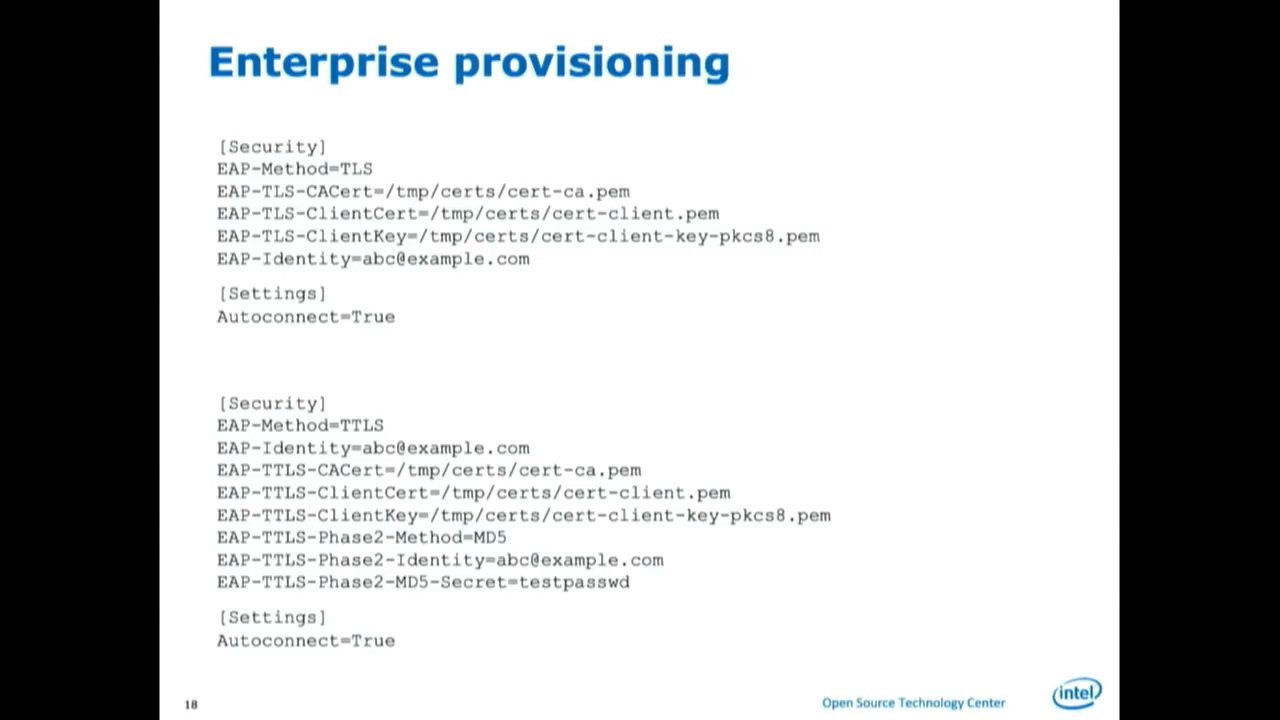 Enterprise provisioning
[Security]
EAP-Method=TLS
EAP-TLS-CACert=/tmp/certs/cert-ca.pem
EAP-TLS-ClientCert=/tmp/certs/cert-client.pem
EAP-TLS-ClientKey=/tmp/certs/cert-client-key-pkcs8.pem
EAP-Identity=abc@example.com
[Settings]
Autoconnect=True
[Security]
EAP-Method=TTLS
EAP-Identity=abc@example.com
EAP-TTLS-CACert=/tmp/certs/cert-ca.pem
EAP-TTLS-ClientCert=/tmp/certs/cert-client.pem
EAP-TTLS-ClientKey=/tmp/certs/cert-client-key-pkcs8.pem
EAP-TTLS-Phase2-Method=MD5
EAP-TTLS-Phase2-Identity=abc@example.com
EAP-TTLS-Phase2-MD5-Secret=testpasswd
[Settings]
Autoconnect=True
18
Open Source Technology Center
intel